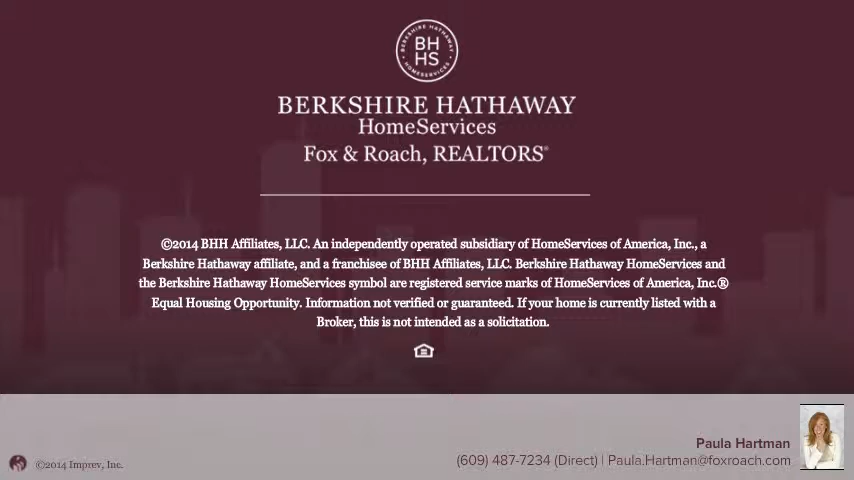 BERKSHIRE HATHAWAY HOMESERVICES
BH
HS
BERKSHIRE HATHAWAY
HomeServices
Fox & Roach, REALTORS®
©2014 BHH Affiliates, LLC. An independently operated subsidiary of HomeServices of America, Inc., a
Berkshire Hathaway affiliate, and a franchisee of BHH Affiliates, LLC. Berkshire Hathaway HomeServices and
the Berkshire Hathaway HomeServices symbol are registered service marks of HomeServices of America, Inc.®
Equal Housing Opportunity. Information not verified or guaranteed. If your home is currently listed with a
Broker, this is not intended as a solicitation.
Paula Hartman
(609) 487-7234 (Direct) | Paula.Hartman@foxroach.com
©2014 Imprev, Inc.